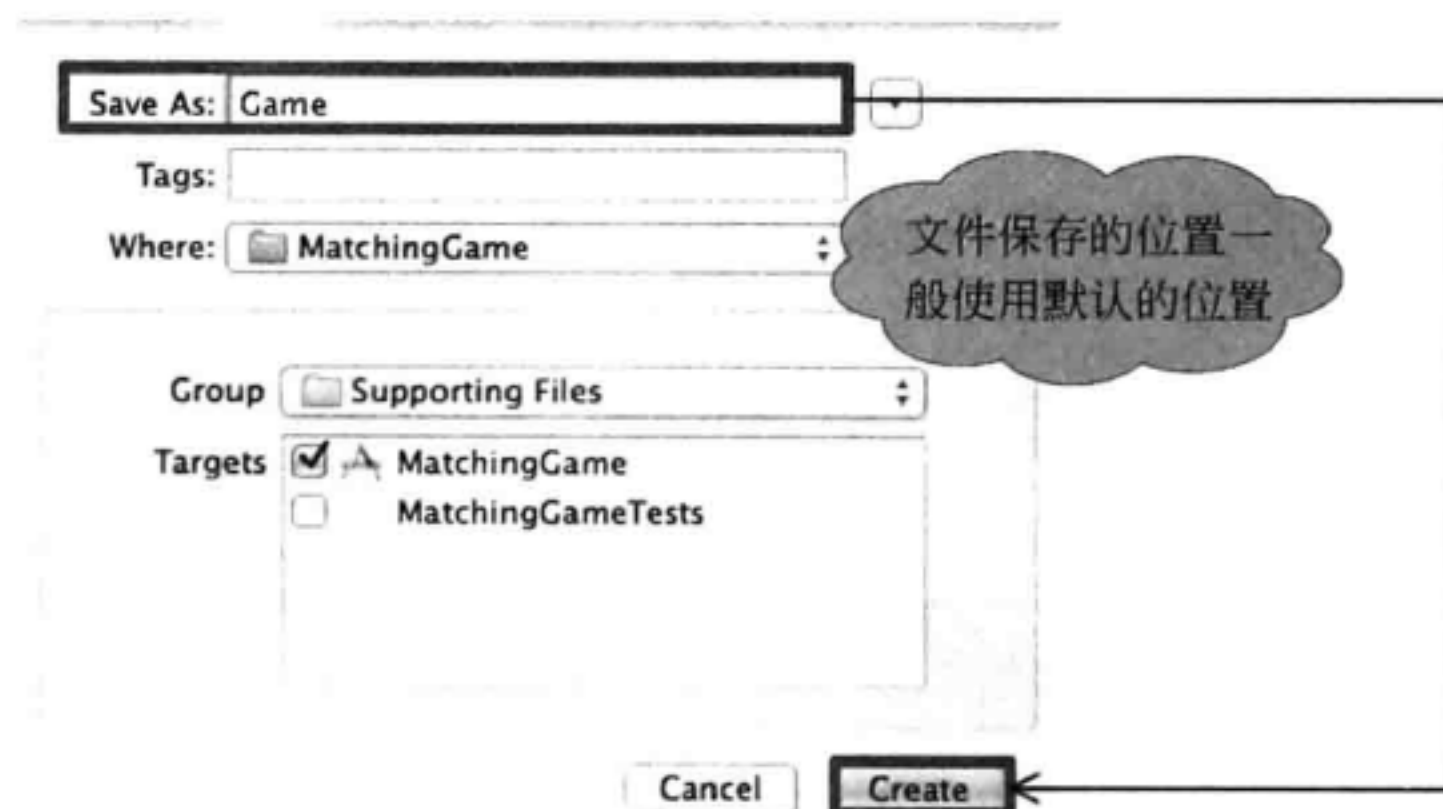 Save As: Game
Tags:
Where: MatchingGame
文件保存的位置一
般使用默认的位置
Group Supporting Files
Targets MatchingGame
MatchingGameTests
Cancel Create